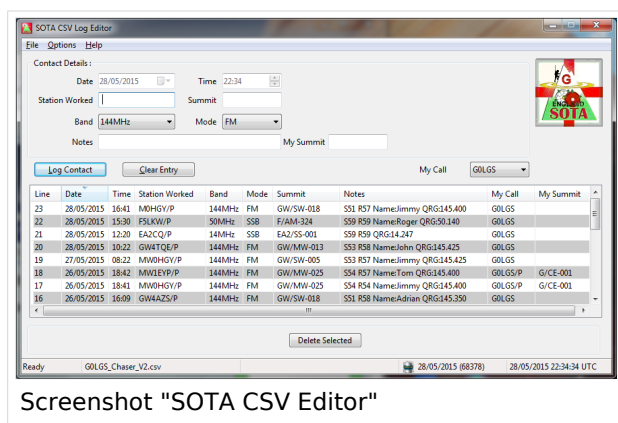 SOTA CSV Log Editor
File Options Help
Contact Details :
Date 28/05/2015 Time 22:34
Station Worked Summit
Band 144MHz Mode FM
Notes My Summit
G
ENGLAND
SOTA
Log Contact Clear Entry My Call G0LGS
Line Date Time Station Worked Band Mode Summit Notes My Call My Summit
23 28/05/2015 16:41 M0HGY/P 144MHz FM GW/SW-018 S51 R57 Name:Jimmy QRG:145.400 G0LGS
22 28/05/2015 15:30 F5LKW/P 50MHz SSB F/AM-324 S59 R59 Name:Roger QRG:50.140 G0LGS
21 28/05/2015 12:20 EA2CQ/P 14MHz SSB EA2/SS-001 S59 R59 QRG:14.247 G0LGS
20 28/05/2015 10:22 GW4TQE/P 144MHz FM GW/MW-013 S53 R58 Name:John QRG:145.425 G0LGS
19 27/05/2015 08:22 MW0HGY/P 144MHz FM GW/SW-005 S53 R57 Name:Jimmy QRG:145.425 G0LGS
18 26/05/2015 18:42 MW1EYP/P 144MHz FM GW/MW-025 S54 R57 Name:Tom QRG:145.400 G0LGS/P G/CE-001
17 26/05/2015 18:41 MW0HGY/P 144MHz FM GW/MW-025 S54 R54 Name:Jimmy QRG:145.400 G0LGS/P G/CE-001
16 26/05/2015 16:09 GW4AZS/P 144MHz FM GW/SW-018 S51 R58 Name:Adrian QRG:145.350 G0LGS
Delete Selected
Ready G0LGS_Chaser_V2.csv 28/05/2015 (68378) 28/05/2015 22:34:34 UTC
Screenshot "SOTA CSV Editor"